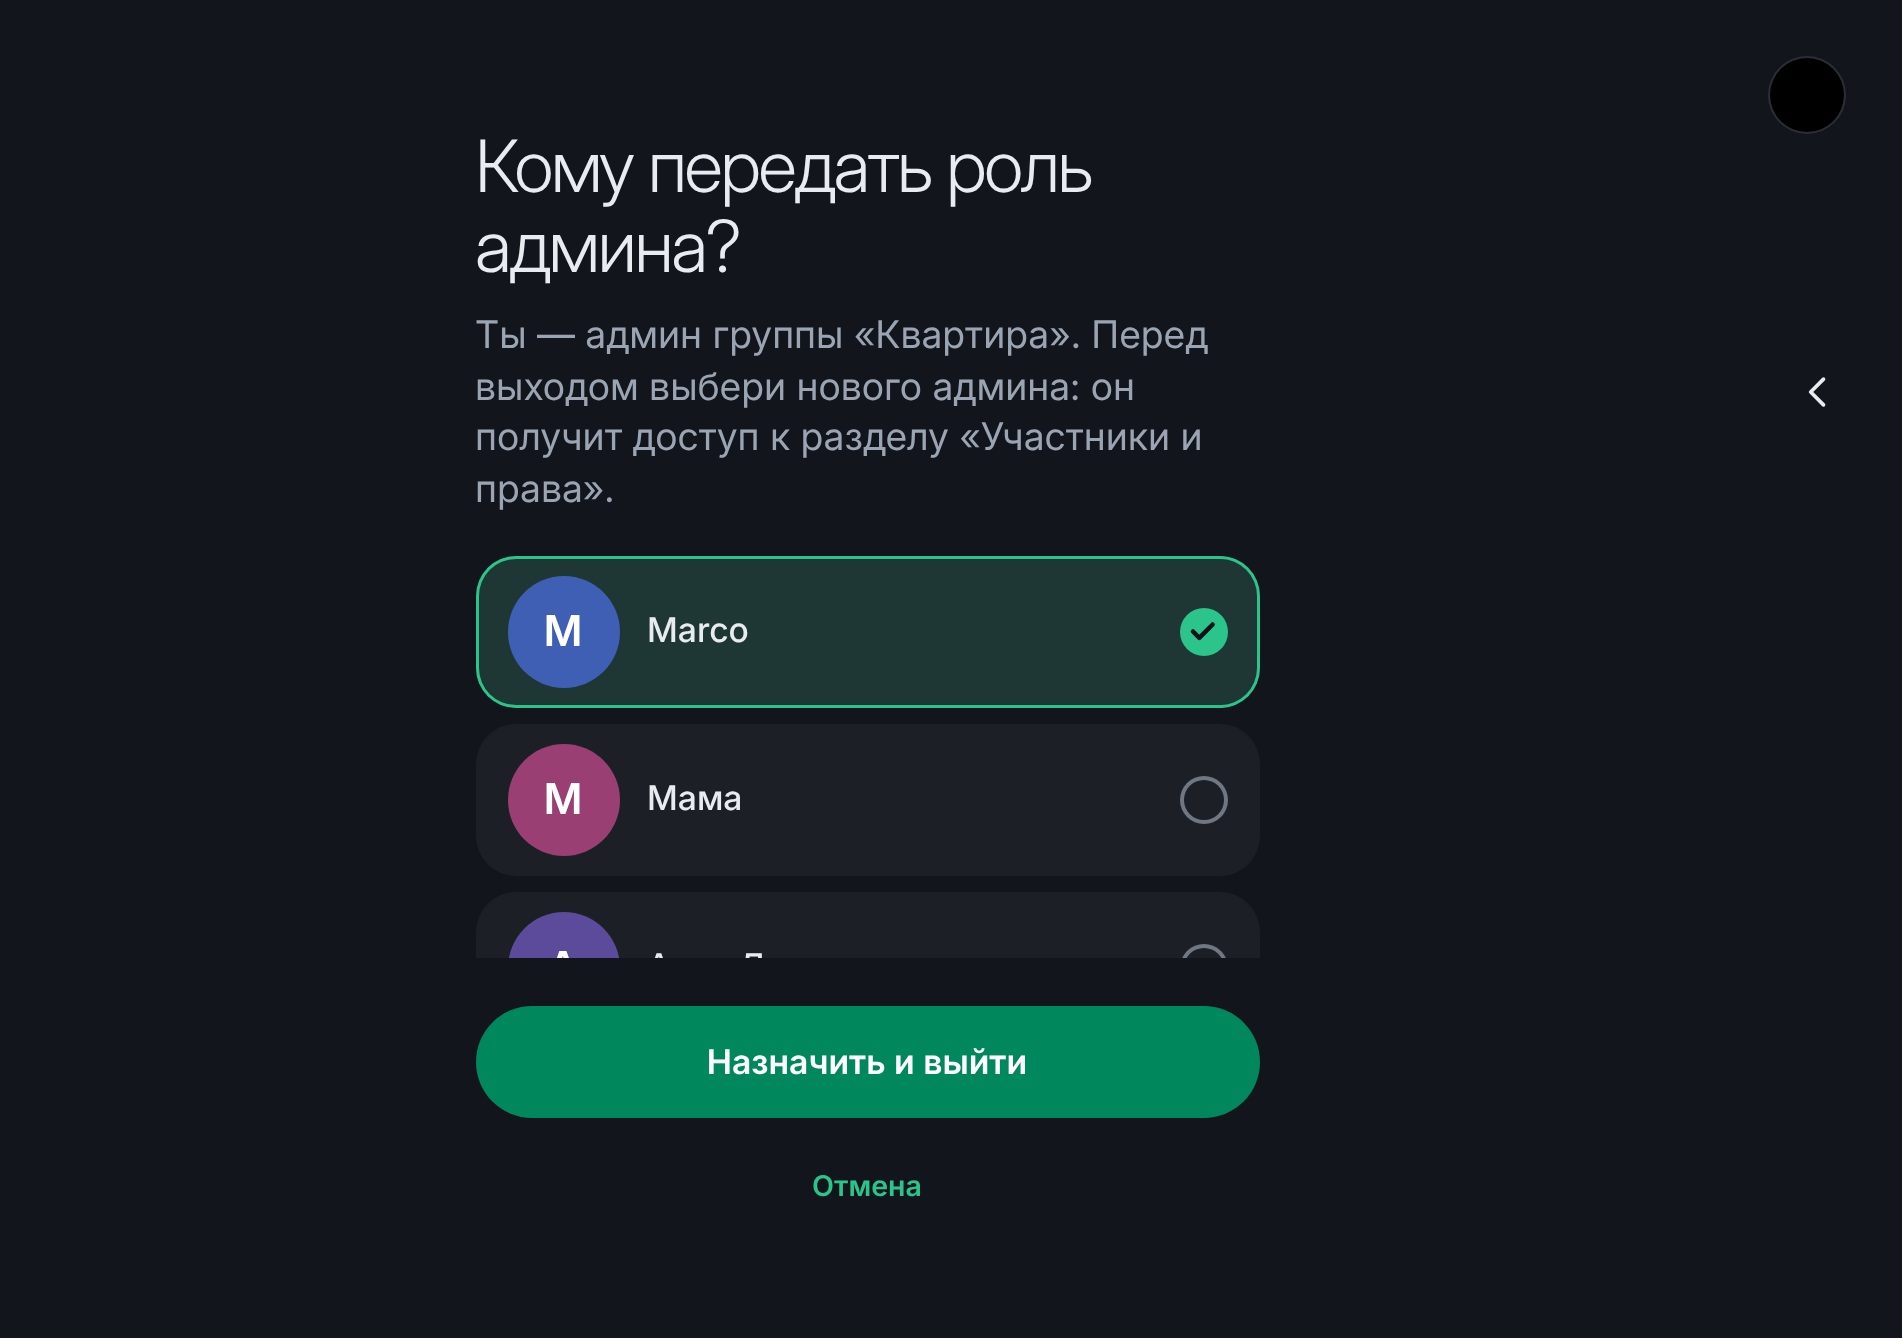 Кому передать роль
админа?
Ты — админ группы «Квартира». Перед
выходом выбери нового админа: он
получит доступ к разделу «Участники и
права».
M Marco
М Мама
Назначить и выйти
Отмена